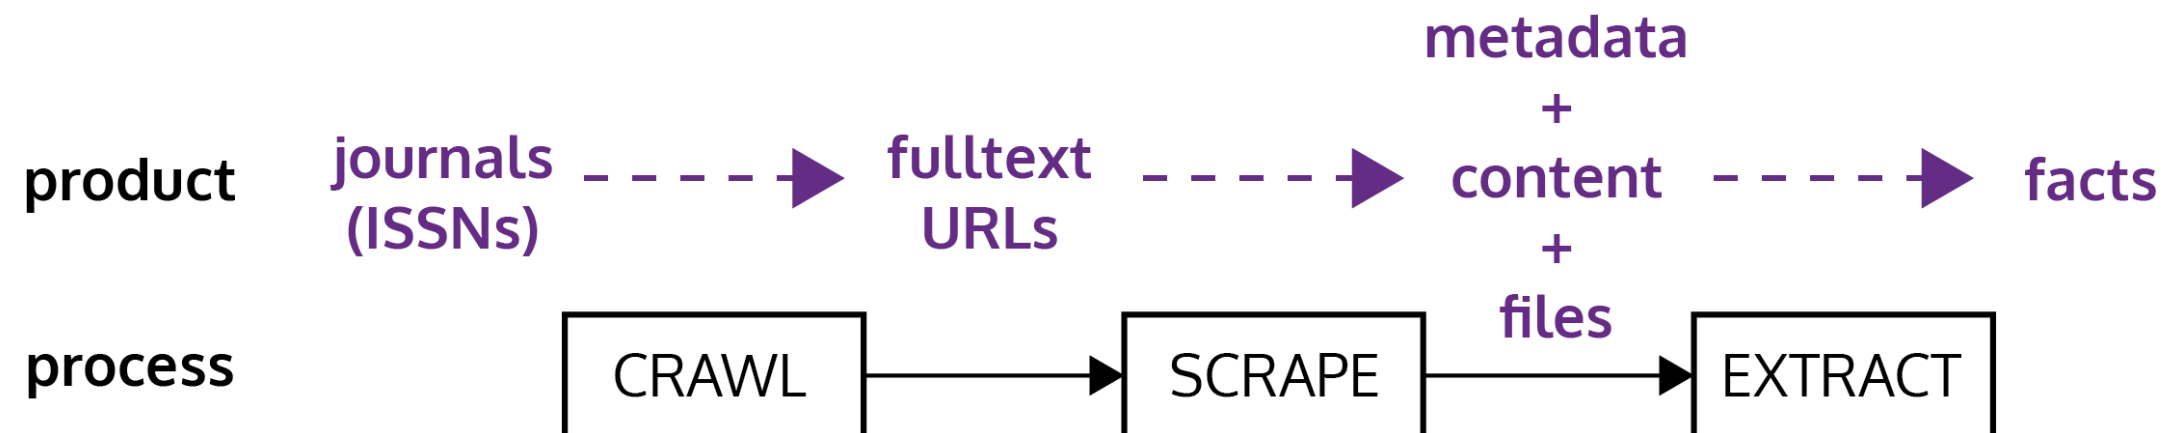 product
journals
(ISSNs)
fulltext
URLs
metadata
+
content
+
files
facts
process
CRAWL
SCRAPE
EXTRACT